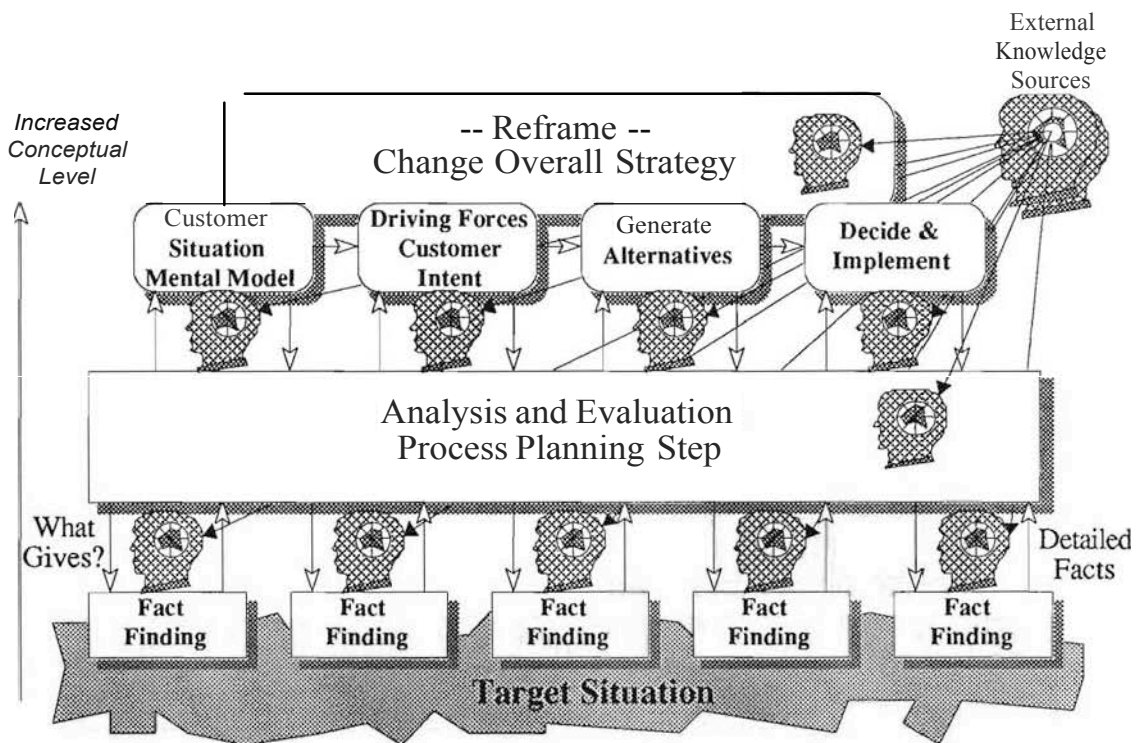 External
Knowledge
Sources
Increased
Conceptual
Level
-- Reframe --
Change Overall Strategy
Customer
Situation
Mental Model
Driving Forces
Customer
Intent
Generate
Alternatives
Decide &
Implement
Analysis and Evaluation
Process Planning Step
What
Gives?
Detailed
Facts
Fact
Finding
Fact
Finding
Fact
Finding
Fact
Finding
Fact
Finding
Target Situation